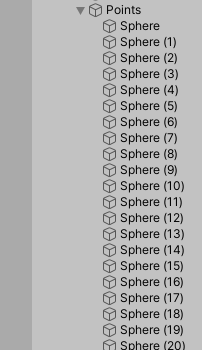 Points
Sphere
Sphere (1)
Sphere (2)
Sphere (3)
Sphere (4)
Sphere (5)
Sphere (6)
Sphere (7)
Sphere (8)
Sphere (9)
Sphere (10)
Sphere (11)
Sphere (12)
Sphere (13)
Sphere (14)
Sphere (15)
Sphere (16)
Sphere (17)
Sphere (18)
Sphere (19)
Sphere (20)